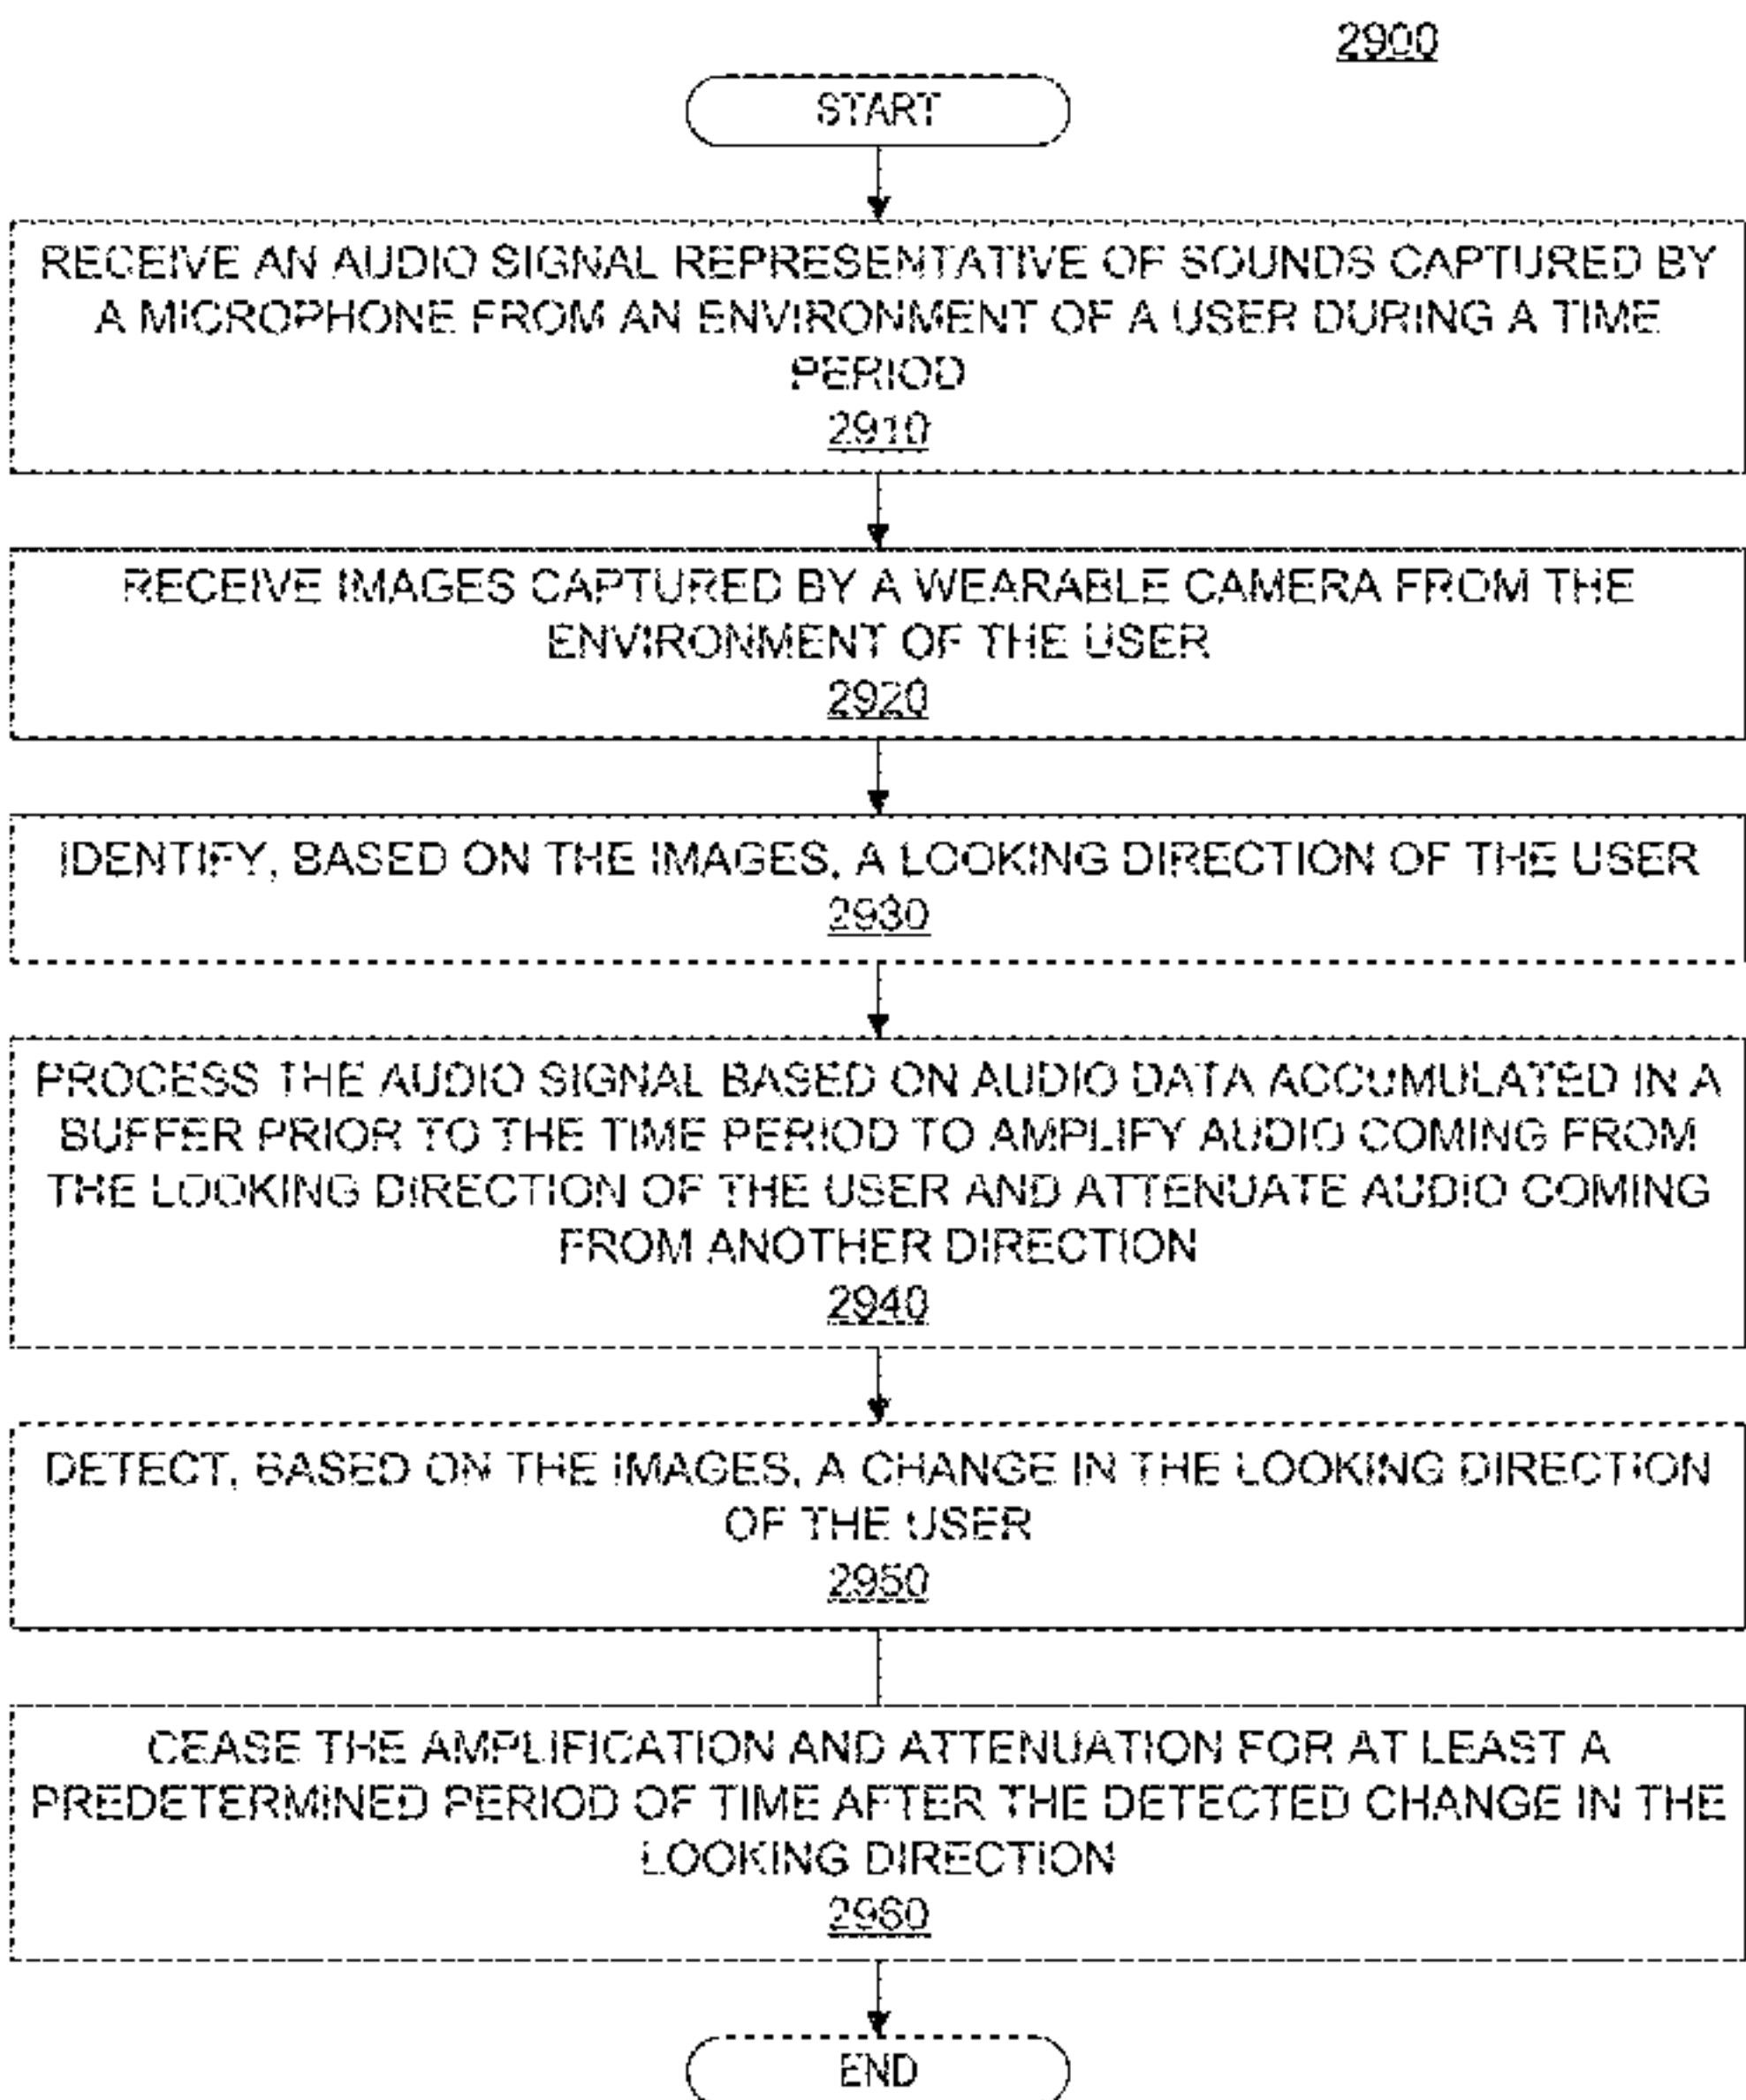 2900
START
RECEIVE AN AUDIO SIGNAL REPRESENTATIVE OF SOUNDS CAPTURED BY
A MICROPHONE FROM AN ENVIRONMENT OF A USER DURING A TIME
PERIOD
2910
RECEIVE IMAGES CAPTURED BY A WEARABLE CAMERA FROM THE
ENVIRONMENT OF THE USER
2920
IDENTIFY, BASED ON THE IMAGES, A LOOKING DIRECTION OF THE USER
2930
PROCESS THE AUDIO SIGNAL BASED ON AUDIO DATA ACCUMULATED IN A
BUFFER PRIOR TO THE TIME PERIOD TO AMPLIFY AUDIO COMING FROM
THE LOOKING DIRECTION OF THE USER AND ATTENUATE AUDIO COMING
FROM ANOTHER DIRECTION
2940
DETECT, BASED ON THE IMAGES, A CHANGE IN THE LOOKING DIRECTION
OF THE USER
2950
CEASE THE AMPLIFICATION AND ATTENUATION FOR AT LEAST A
PREDETERMINED PERIOD OF TIME AFTER THE DETECTED CHANGE IN THE
LOOKING DIRECTION
2960
END